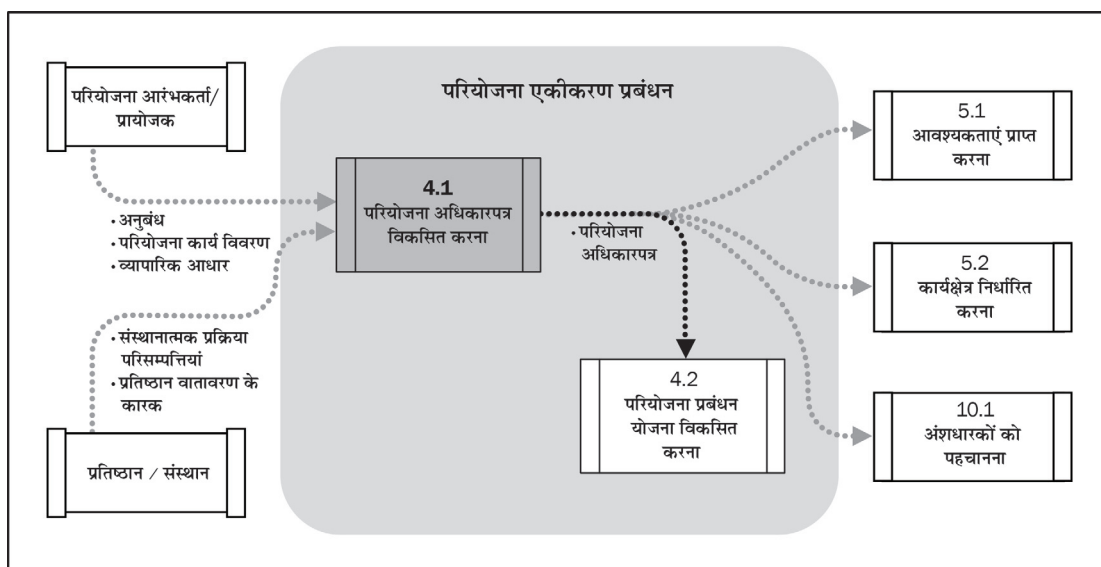 परियोजना एकीकरण प्रबंधन
परियोजना आरंभकर्ता/
प्रायोजक
• अनुबंध
• परियोजना कार्य विवरण
• व्यापारिक आधार
• संस्थानात्मक प्रक्रिया
परिसम्पत्तियां
• प्रतिष्ठान वातावरण के
कारक
प्रतिष्ठान / संस्थान
4.1
परियोजना अधिकारपत्र
विकसित करना
• परियोजना
अधिकारपत्र
4.2
परियोजना प्रबंधन
योजना विकसित
करना
5.1
आवश्यकताएं प्राप्त
करना
5.2
कार्यक्षेत्र निर्धारित
करना
10.1
अंशधारकों को
पहचानना